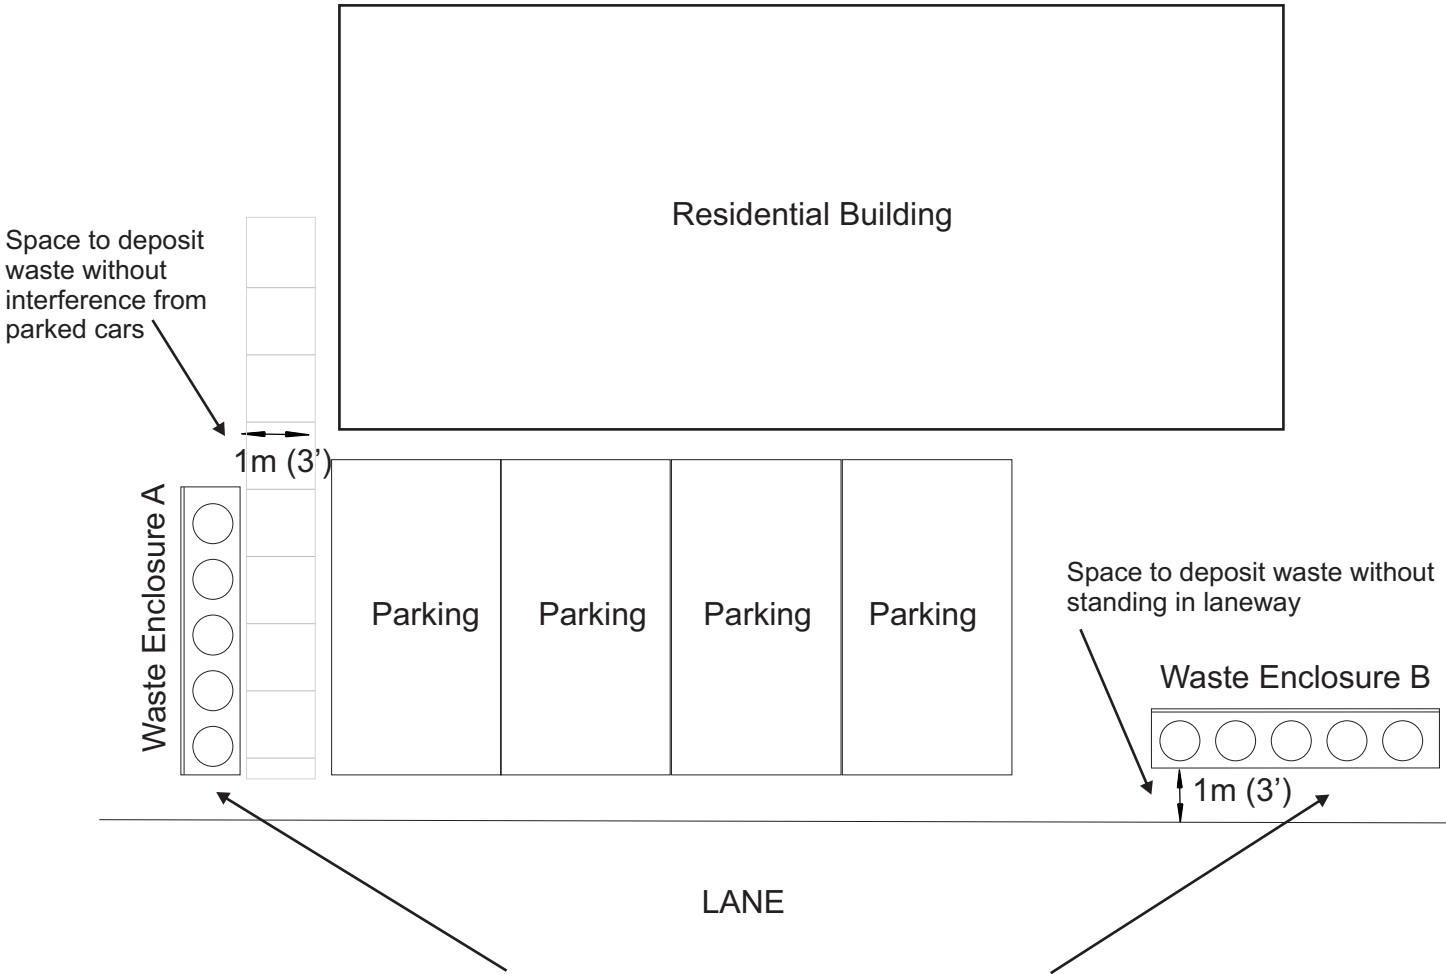 Residential Building
Space to deposit
waste without
interference from
parked cars
1m (3’)
Waste Enclosure A
Parking
Parking
Parking
Parking
Space to deposit waste without
standing in laneway
Waste Enclosure B
1m (3’)
LANE